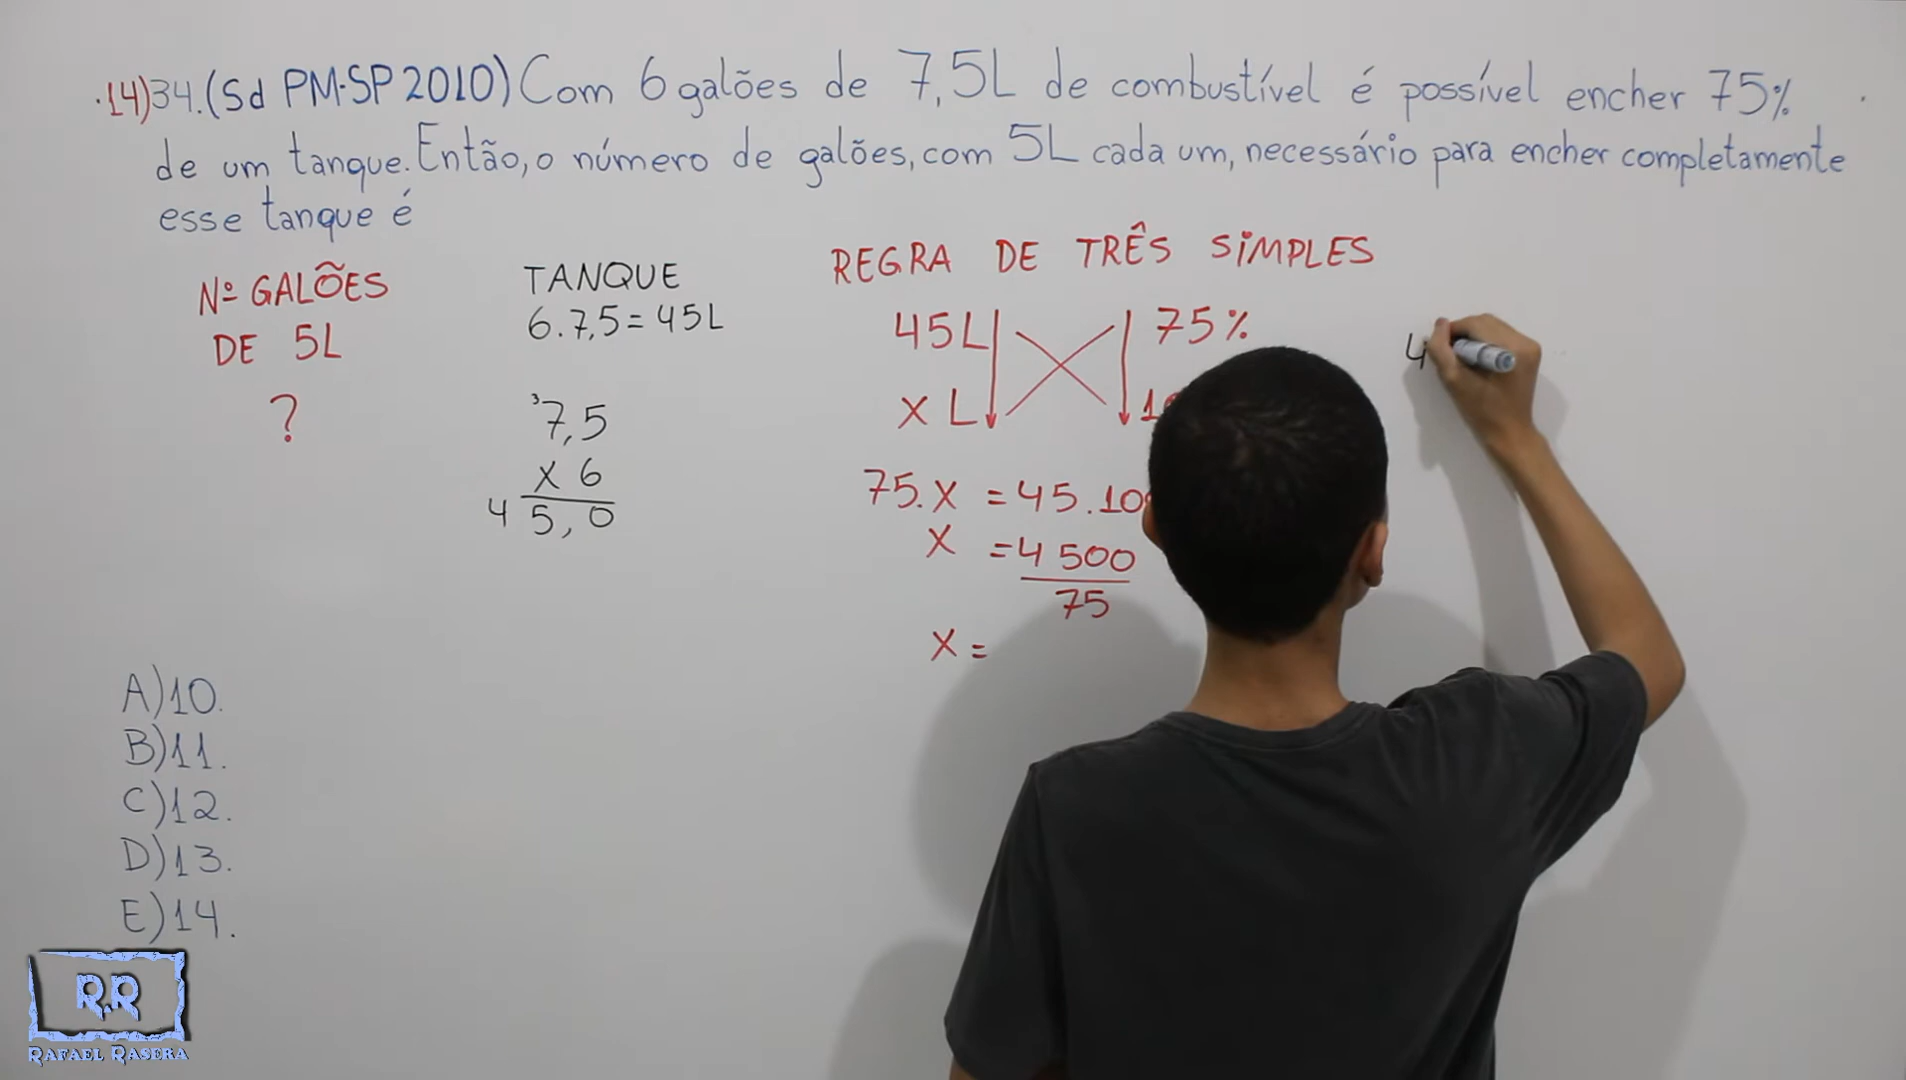 14)34.(Sd PM-SP 2010) Com 6 galões de 7,5L de combustível é possível encher 75%
de um tanque. Então, o número de galões, com 5L cada um, necessário para encher completamente
esse tanque é
Nº GALÕES
DE 5L
?
TANQUE
6.7,5=45L
3
7,5
x 6
45,0
REGRA DE TRÊS SIMPLES
45L 75%
x L
75.x = 45.10
x = 4500
75
x =
4
A)10.
B)11.
C)12.
D)13.
E)14.
R.R
RAFAEL RASERA